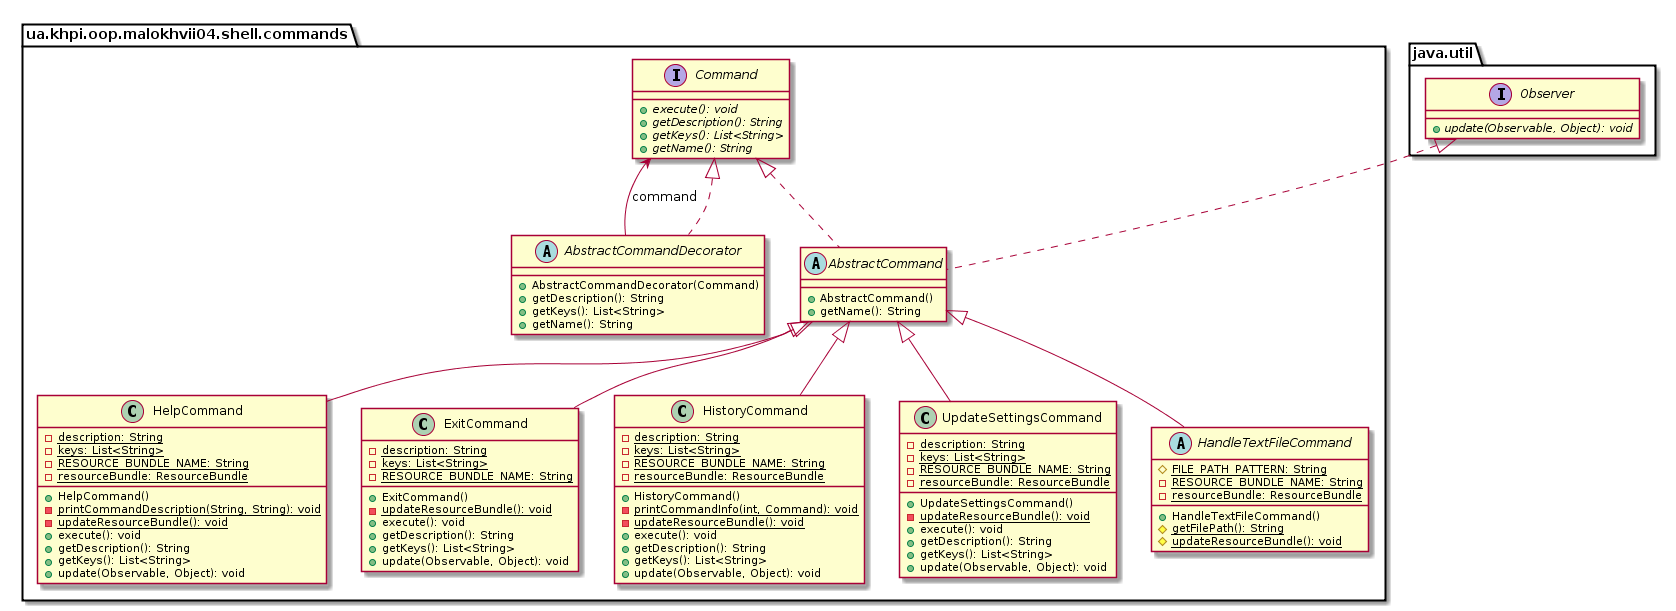 ua.khpi.oop.malokhvii04.shell.commands
java.util
I Command
execute(): void
getDescription(): String
getKeys(): List<String>
getName(): String
I Observer
update(Observable, Object): void
command
A AbstractCommandDecorator
AbstractCommandDecorator(Command)
getDescription(): String
getKeys(): List<String>
getName(): String
A AbstractCommand
AbstractCommand()
getName(): String
C HelpCommand
description: String
keys: List<String>
RESOURCE_BUNDLE_NAME: String
resourceBundle: ResourceBundle
HelpCommand()
printCommandDescription(String, String): void
updateResourceBundle(): void
execute(): void
getDescription(): String
getKeys(): List<String>
update(Observable, Object): void
C ExitCommand
description: String
keys: List<String>
RESOURCE_BUNDLE_NAME: String
ExitCommand()
updateResourceBundle(): void
execute(): void
getDescription(): String
getKeys(): List<String>
update(Observable, Object): void
C HistoryCommand
description: String
keys: List<String>
RESOURCE_BUNDLE_NAME: String
resourceBundle: ResourceBundle
HistoryCommand()
printCommandInfo(int, Command): void
updateResourceBundle(): void
execute(): void
getDescription(): String
getKeys(): List<String>
update(Observable, Object): void
C UpdateSettingsCommand
description: String
keys: List<String>
RESOURCE_BUNDLE_NAME: String
resourceBundle: ResourceBundle
UpdateSettingsCommand()
updateResourceBundle(): void
execute(): void
getDescription(): String
getKeys(): List<String>
update(Observable, Object): void
A HandleTextFileCommand
FILE_PATH_PATTERN: String
RESOURCE_BUNDLE_NAME: String
resourceBundle: ResourceBundle
HandleTextFileCommand()
getFilePath(): String
updateResourceBundle(): void